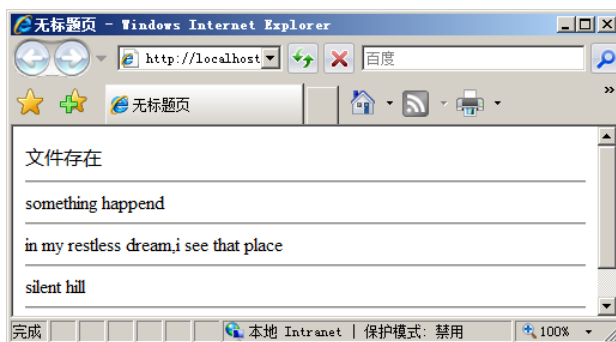 无标题页 - Windows Internet Explorer
http://localhost
百度
无标题页
»
文件存在
something happend
in my restless dream,i see that place
silent hill
完成 本地 Intranet | 保护模式: 禁用 100%